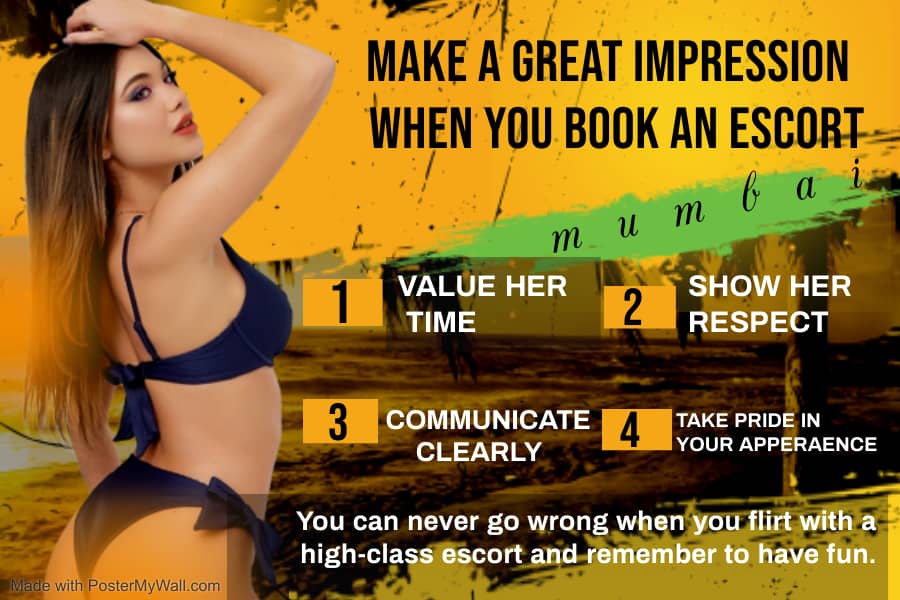 MAKE A GREAT IMPRESSION
WHEN YOU BOOK AN ESCORT
mumbai
1
VALUE HER
TIME
2
SHOW HER
RESPECT
3
COMMUNICATE
CLEARLY
4
TAKE PRIDE IN
YOUR APPERAENCE
You can never go wrong when you flirt with a
high-class escort and remember to have fun.
Made with PosterMyWall.com